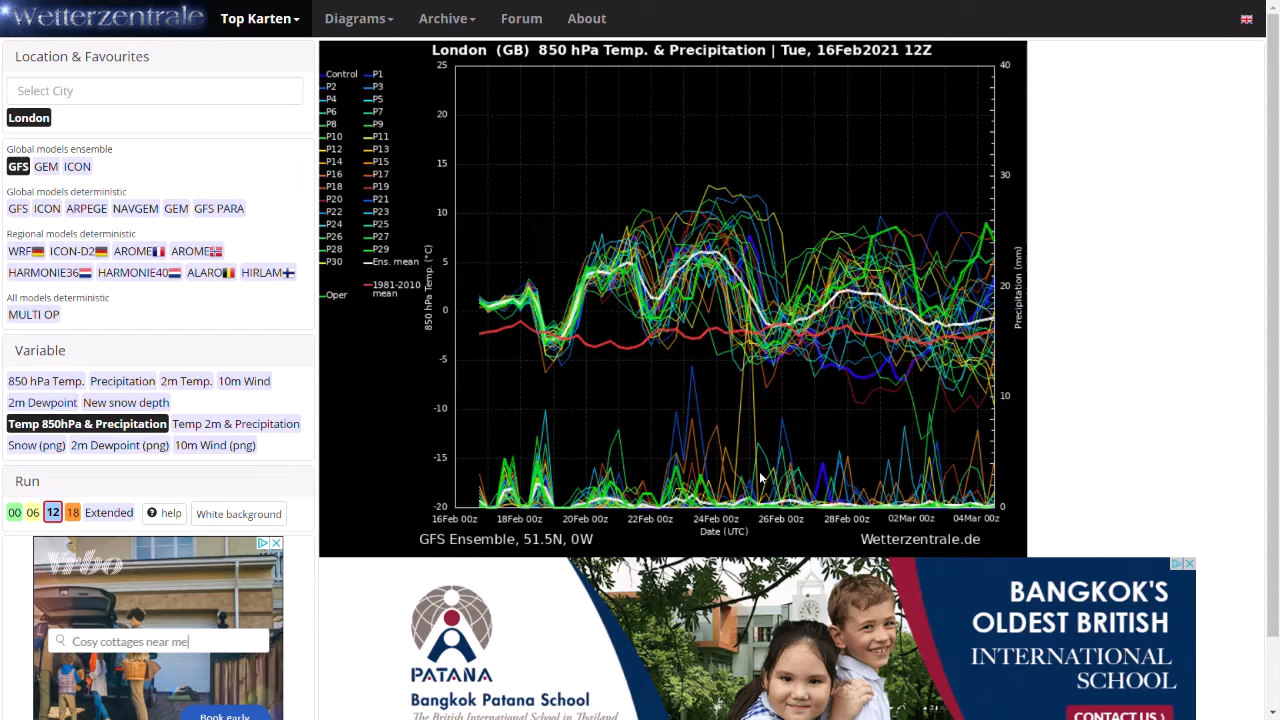 Wetterzentrale
Top Karten
Diagrams
Archive
Forum
About
Location & Favourites
Select City
London
Global models ensemble
GFS GEM ICON
Global models deterministic
GFS ICON ARPEGE NAVGEM GEM GFS PARA
Regional models deterministic
WRF ICON-D2 AROME AROME
HARMONIE36 HARMONIE40 ALARO HIRLAM
All models deterministic
MULTI OP
Variable
850 hPa Temp. Precipitation 2m Temp. 10m Wind
2m Dewpoint New snow depth
Temp 850hPa & Precipitation Temp 2m & Precipitation
Snow (png) 2m Dewpoint (png) 10m Wind (png)
Run
00 06 12 18 Extended help White background
Cosy cottages near me
Book early
London (GB) 850 hPa Temp. & Precipitation | Tue, 16Feb2021 12Z
Control P1
P2 P3
P4 P5
P6 P7
P8 P9
P10 P11
P12 P13
P14 P15
P16 P17
P18 P19
P20 P21
P22 P23
P24 P25
P26 P27
P28 P29
P30 Ens. mean
1981-2010
mean
Oper
850 hPa Temp. (°C)
25
20
15
10
5
0
-5
-10
-15
-20
40
30
20
10
0
Precipitation (mm)
16Feb 00z 18Feb 00z 20Feb 00z 22Feb 00z 24Feb 00z 26Feb 00z 28Feb 00z 02Mar 00z 04Mar 00z
Date (UTC)
GFS Ensemble, 51.5N, 0W
Wetterzentrale.de
PATANA
Bangkok Patana School
The British International School in Thailand
BANGKOK'S
OLDEST BRITISH
INTERNATIONAL
SCHOOL
CONTACT US ›